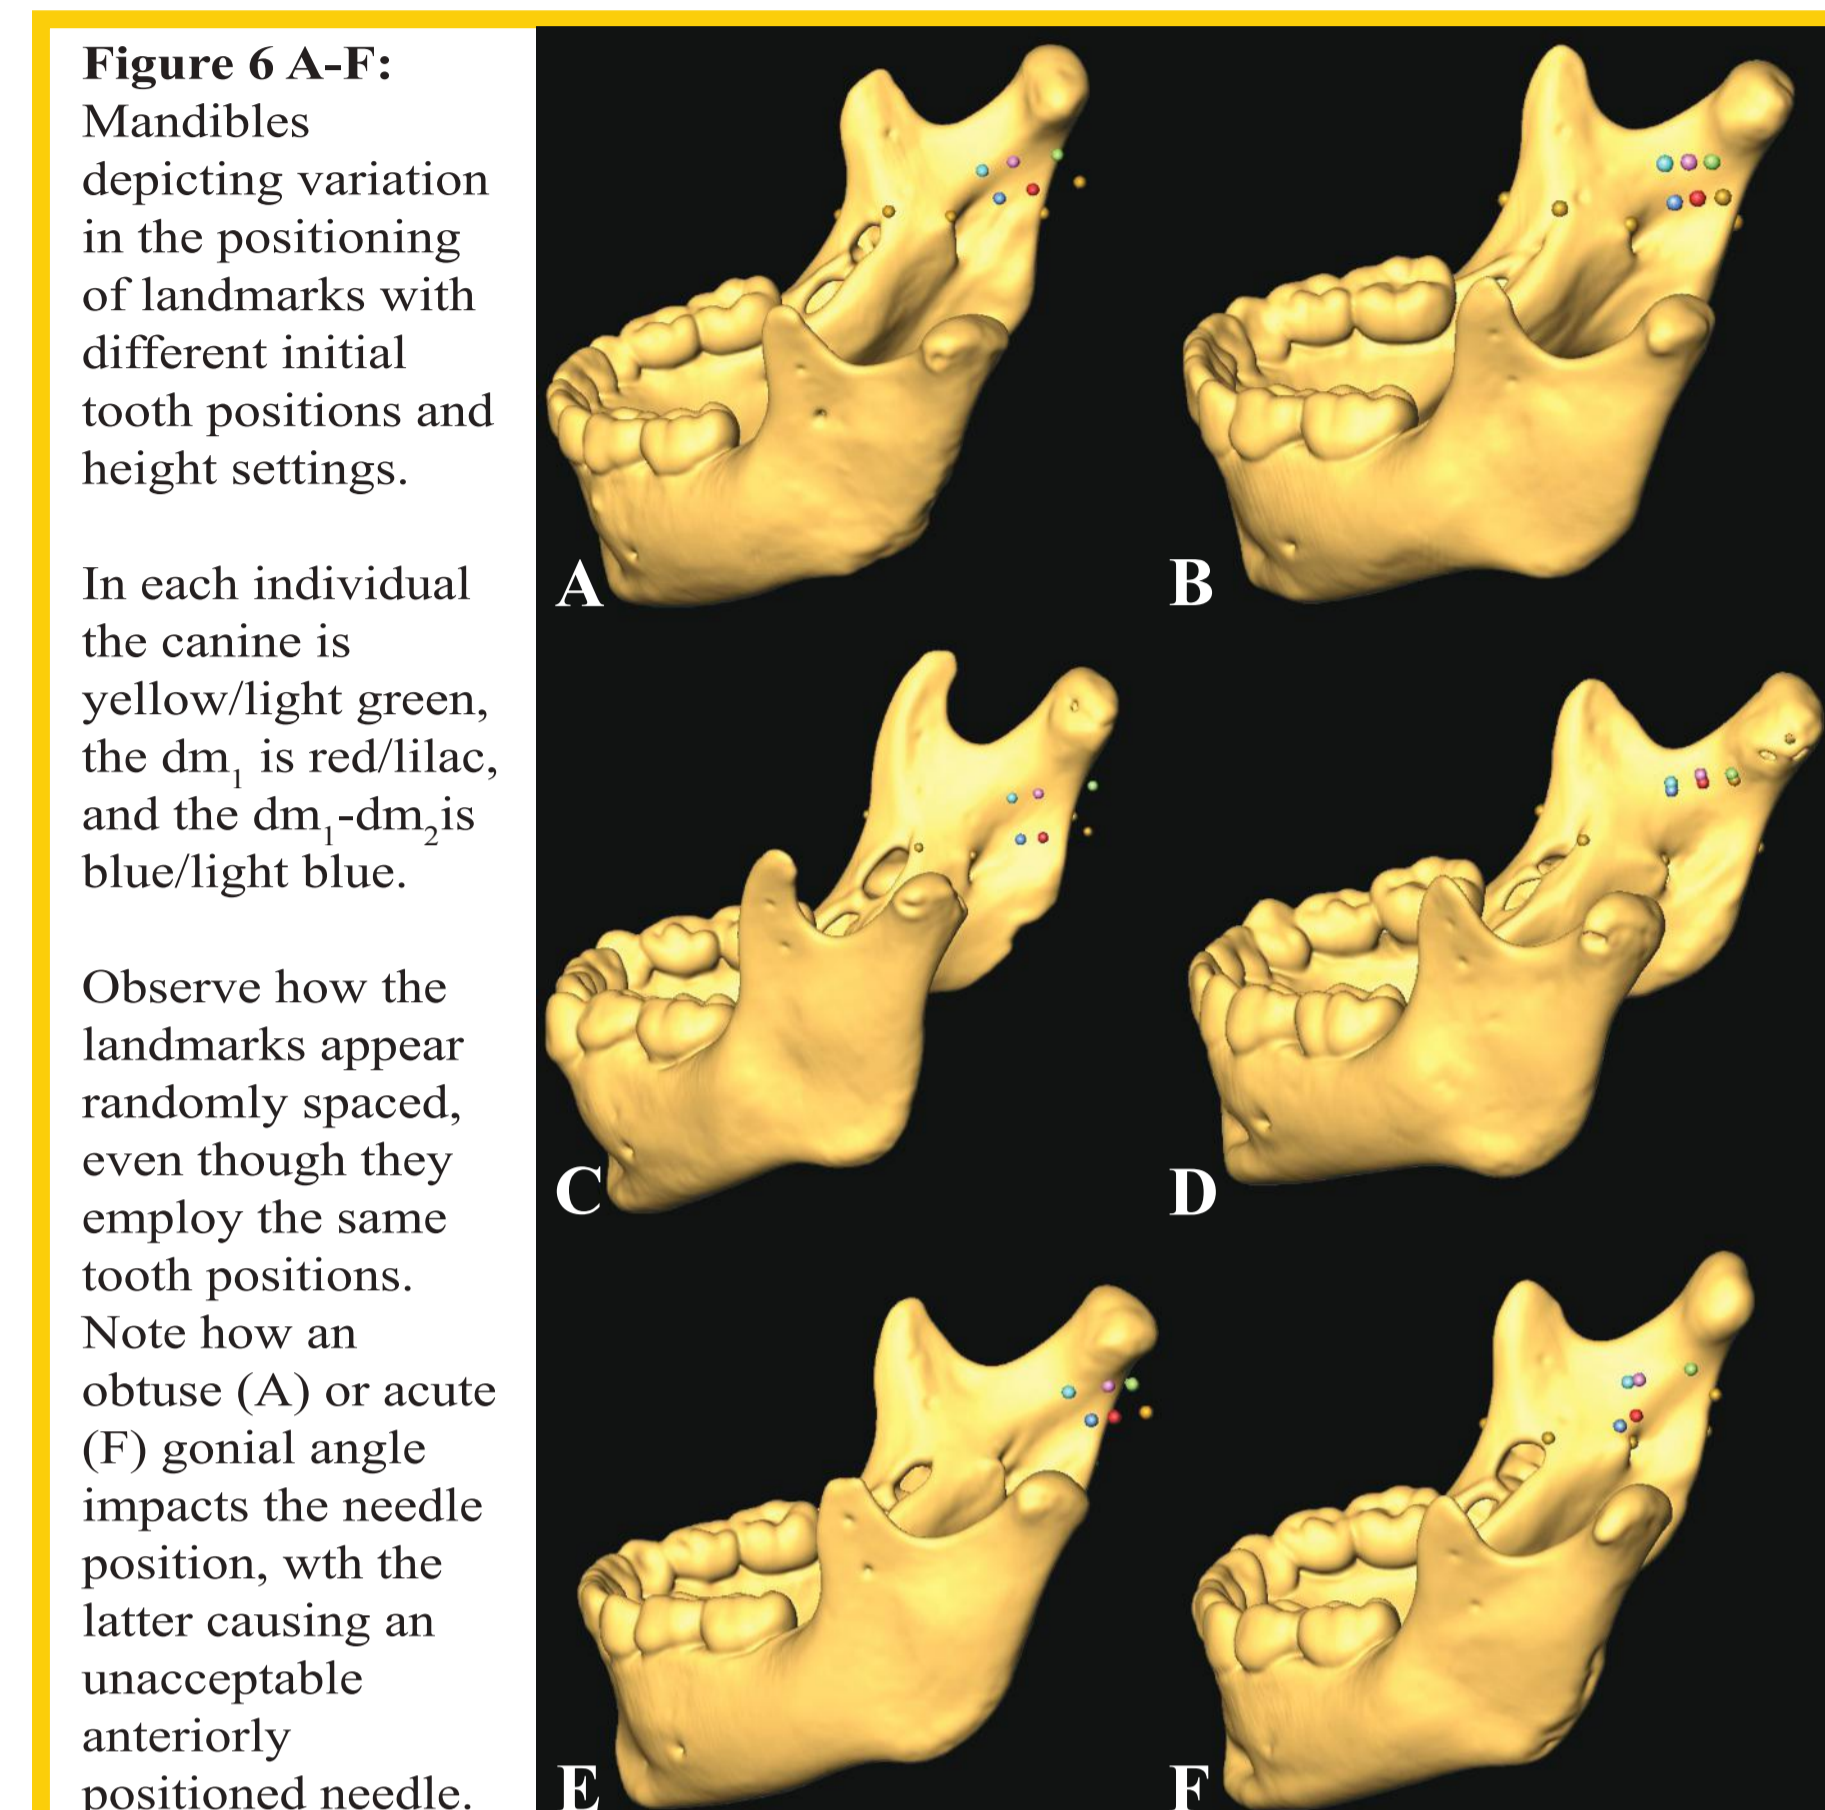 Figure 6 A-F:
Mandibles
depicting variation
in the positioning
of landmarks with
different initial
tooth positions and
height settings.
In each individual
the canine is
yellow/light green,
the dm₁ is red/lilac,
and the dm₁-dm₂is
blue/light blue.
Observe how the
landmarks appear
randomly spaced,
even though they
employ the same
tooth positions.
Note how an
obtuse (A) or acute
(F) gonial angle
impacts the needle
position, wth the
latter causing an
unacceptable
anteriorly
positioned needle.
A
B
C
D
E
F